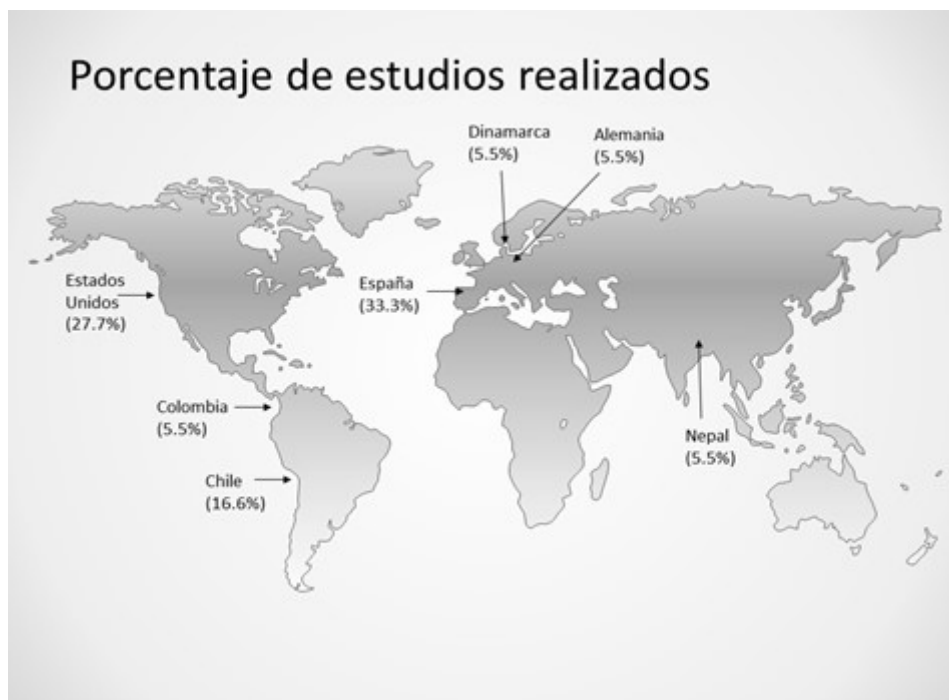 Porcentaje de estudios realizados
Dinamarca
(5.5%)
Alemania
(5.5%)
Estados
Unidos
(27.7%)
España
(33.3%)
Colombia
(5.5%)
Nepal
(5.5%)
Chile
(16.6%)